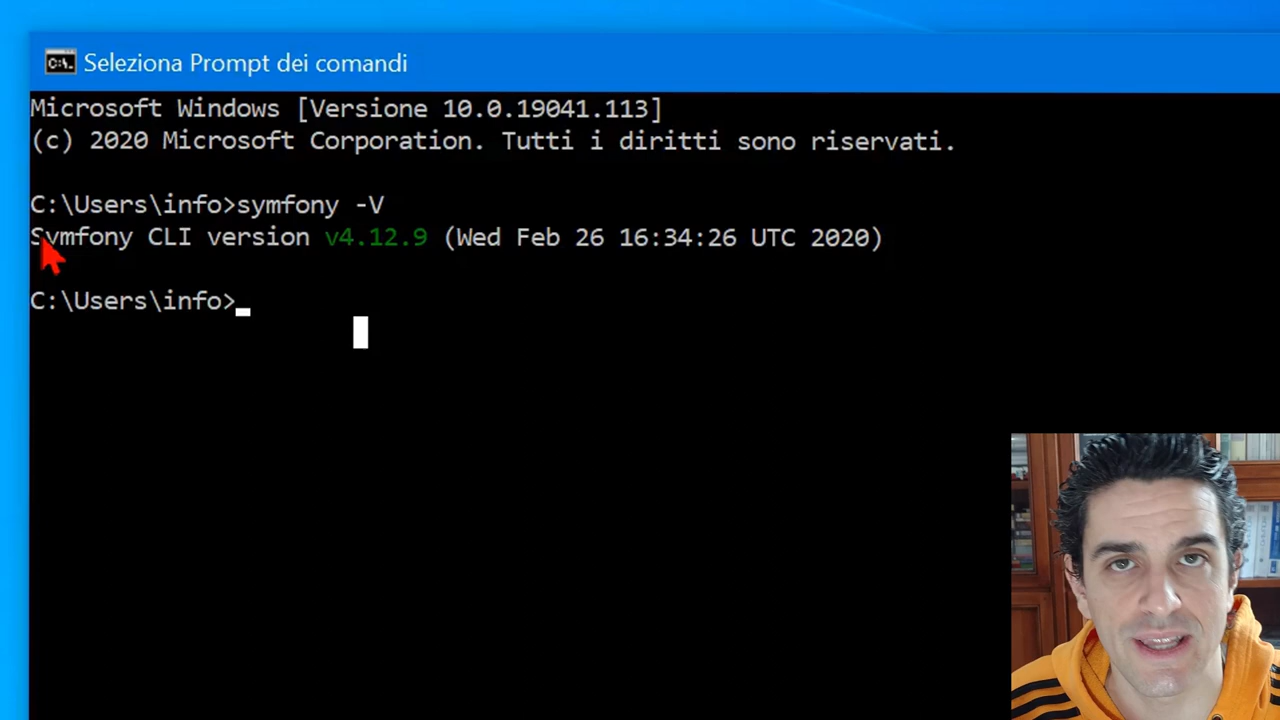 Seleziona Prompt dei comandi
Microsoft Windows [Versione 10.0.19041.113]
(c) 2020 Microsoft Corporation. Tutti i diritti sono riservati.
C:\Users\info>symfony -V
Symfony CLI version v4.12.9 (Wed Feb 26 16:34:26 UTC 2020)
C:\Users\info>